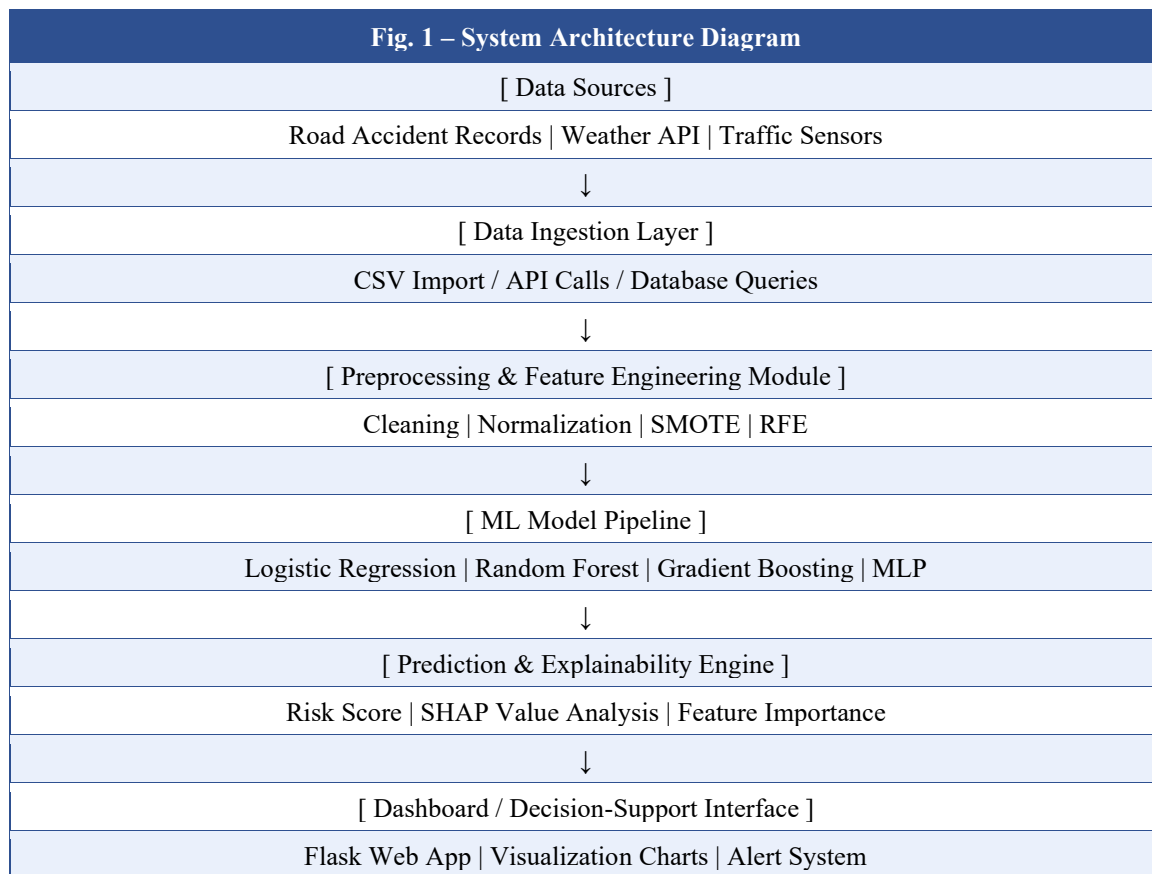 Fig. 1 – System Architecture Diagram
[ Data Sources ]
Road Accident Records | Weather API | Traffic Sensors
↓
[ Data Ingestion Layer ]
CSV Import / API Calls / Database Queries
↓
[ Preprocessing & Feature Engineering Module ]
Cleaning | Normalization | SMOTE | RFE
↓
[ ML Model Pipeline ]
Logistic Regression | Random Forest | Gradient Boosting | MLP
↓
[ Prediction & Explainability Engine ]
Risk Score | SHAP Value Analysis | Feature Importance
↓
[ Dashboard / Decision-Support Interface ]
Flask Web App | Visualization Charts | Alert System